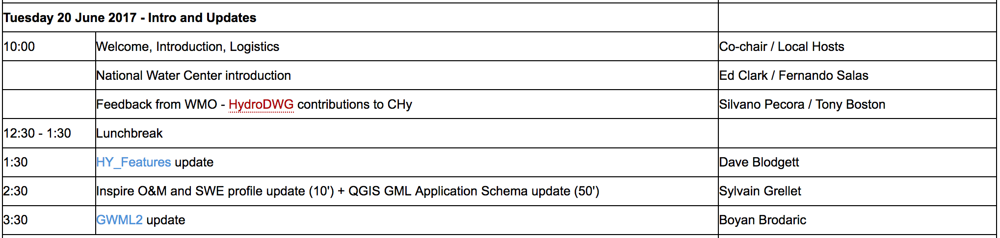 Tuesday 20 June 2017 - Intro and Updates
10:00 Welcome, Introduction, Logistics Co-chair / Local Hosts
National Water Center introduction Ed Clark / Fernando Salas
Feedback from WMO - HydroDWG contributions to CHy Silvano Pecora / Tony Boston
12:30 - 1:30 Lunchbreak
1:30 HY_Features update Dave Blodgett
2:30 Inspire O&M and SWE profile update (10') + QGIS GML Application Schema update (50') Sylvain Grellet
3:30 GWML2 update Boyan Brodaric